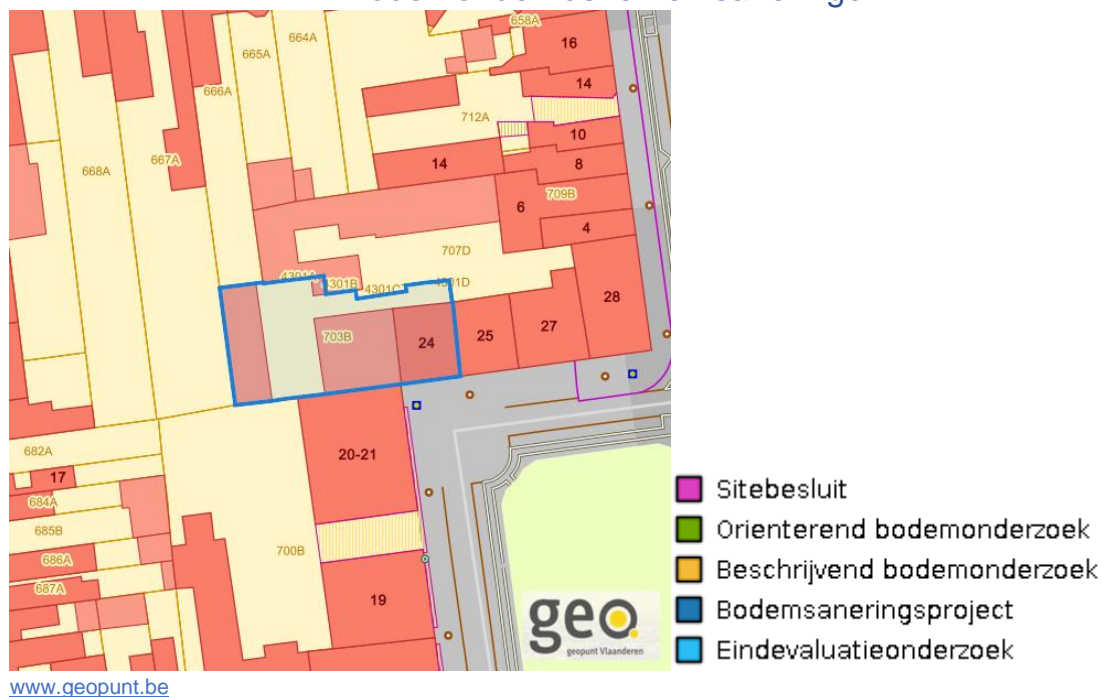 658A
664A
16
665A
14
666A
712A
10
667A
14
8
668A
709B
6
4
707D
4301A
4301B
4301C
4301D
28
27
703B
25
24
682A
20-21
17
684A
685B
700B
686A
687A
19
geo.
geopunt Vlaanderen
Sitebesluit
Orienterend bodemonderzoek
Beschrijvend bodemonderzoek
Bodemsaneringsproject
Eindevaluatieonderzoek
www.geopunt.be